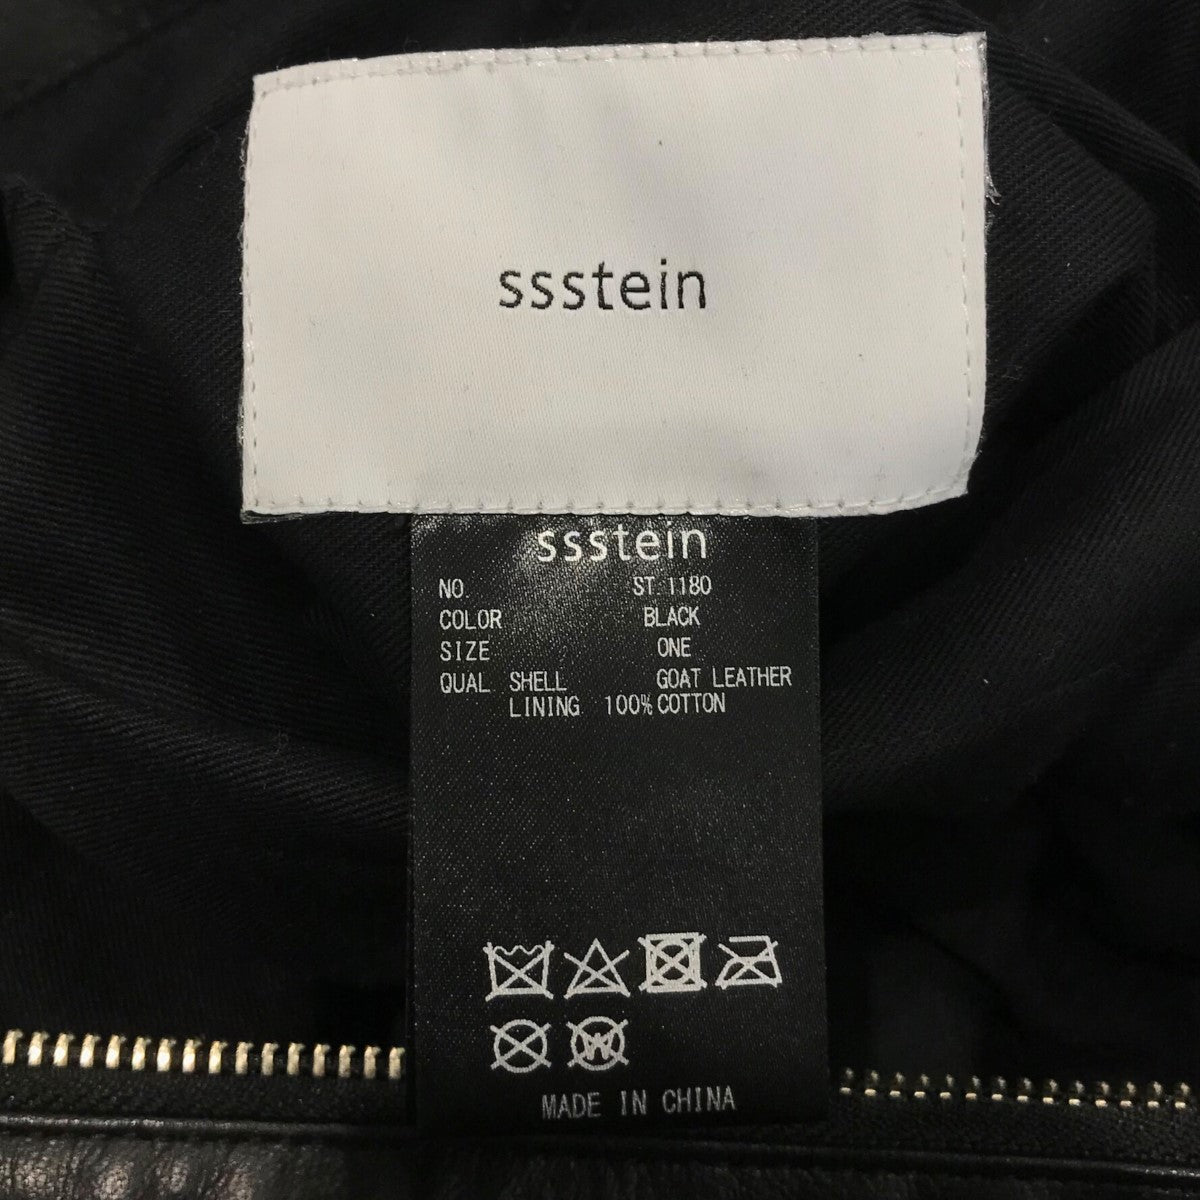 ssstein
ssstein
NO. ST.1180
COLOR BLACK
SIZE ONE
QUAL SHELL GOAT LEATHER
LINING 100% COTTON
W
MADE IN CHINA